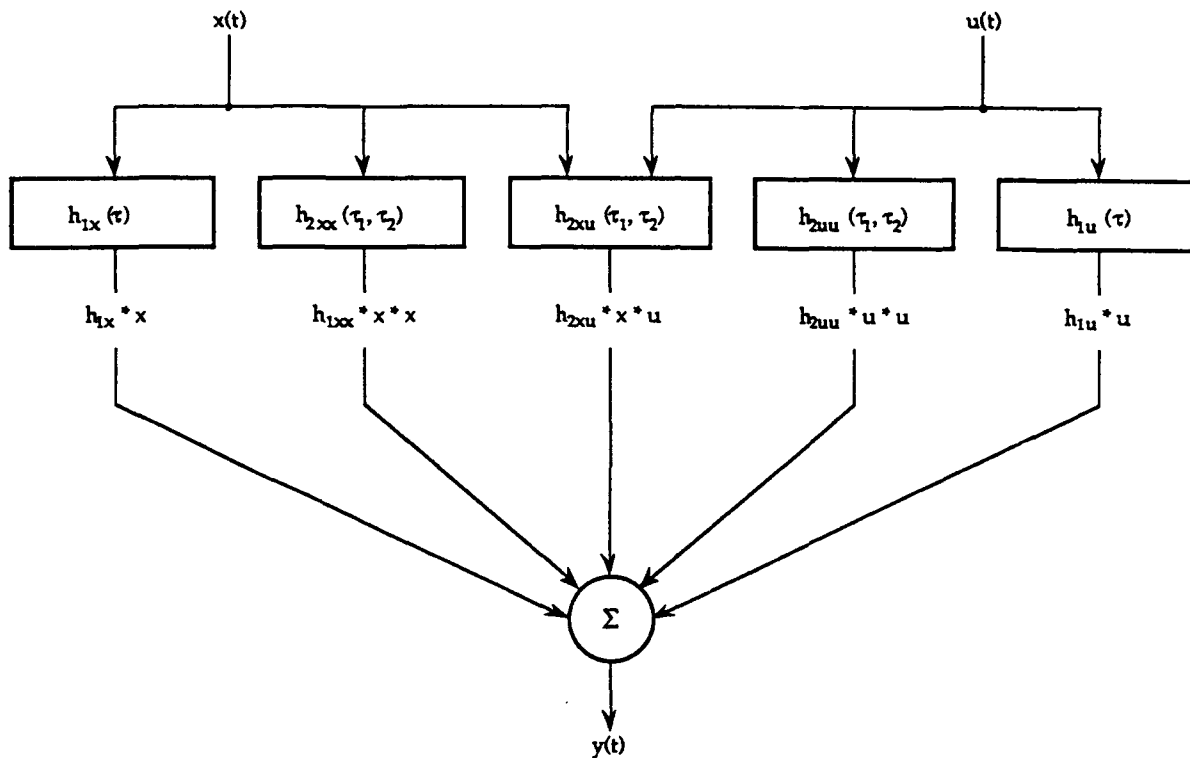 x(t) u(t)
h₁ₓ (τ) h₂ₓₓ (τ₁, τ₂) h₂ₓᵤ (τ₁, τ₂) h₂ᵤᵤ (τ₁, τ₂) h₁ᵤ (τ)
h₁ₓ * x h₁ₓₓ * x * x h₂ₓᵤ * x * u h₂ᵤᵤ * u * u h₁ᵤ * u
Σ
y(t)